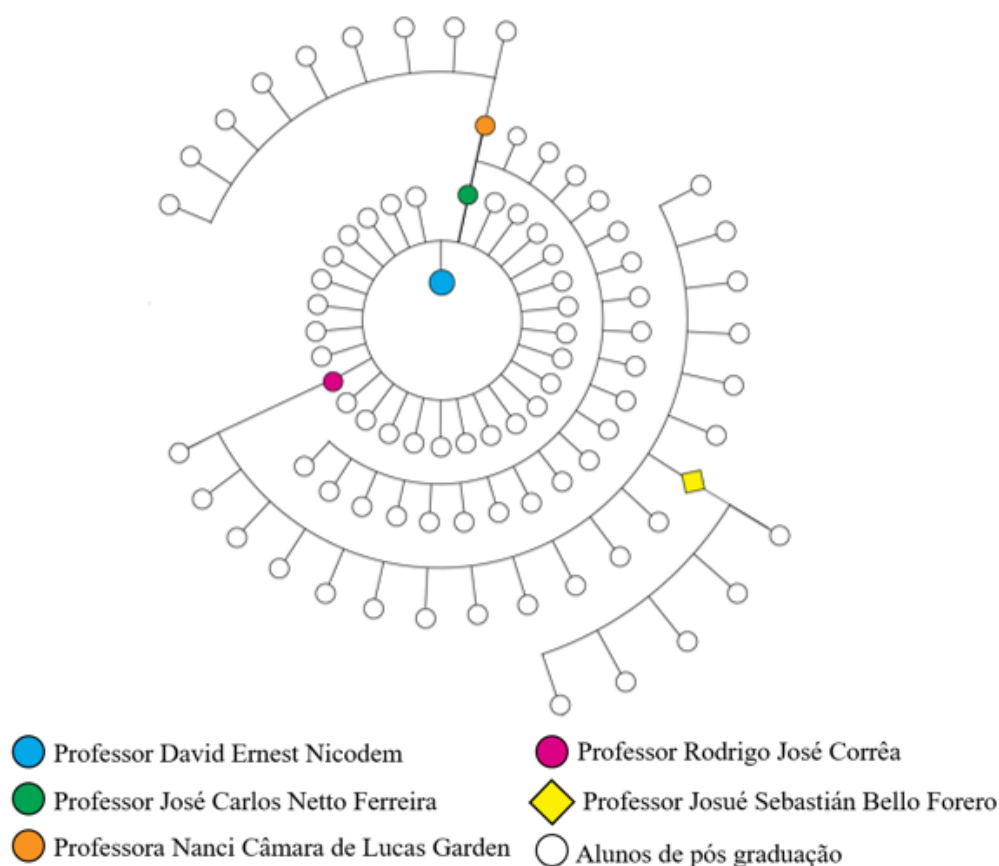 Professor David Ernest Nicodem
Professor José Carlos Netto Ferreira
Professora Nanci Câmara de Lucas Garden
Professor Rodrigo José Corrêa
Professor Josué Sebastián Bello Forero
Alunos de pós graduação